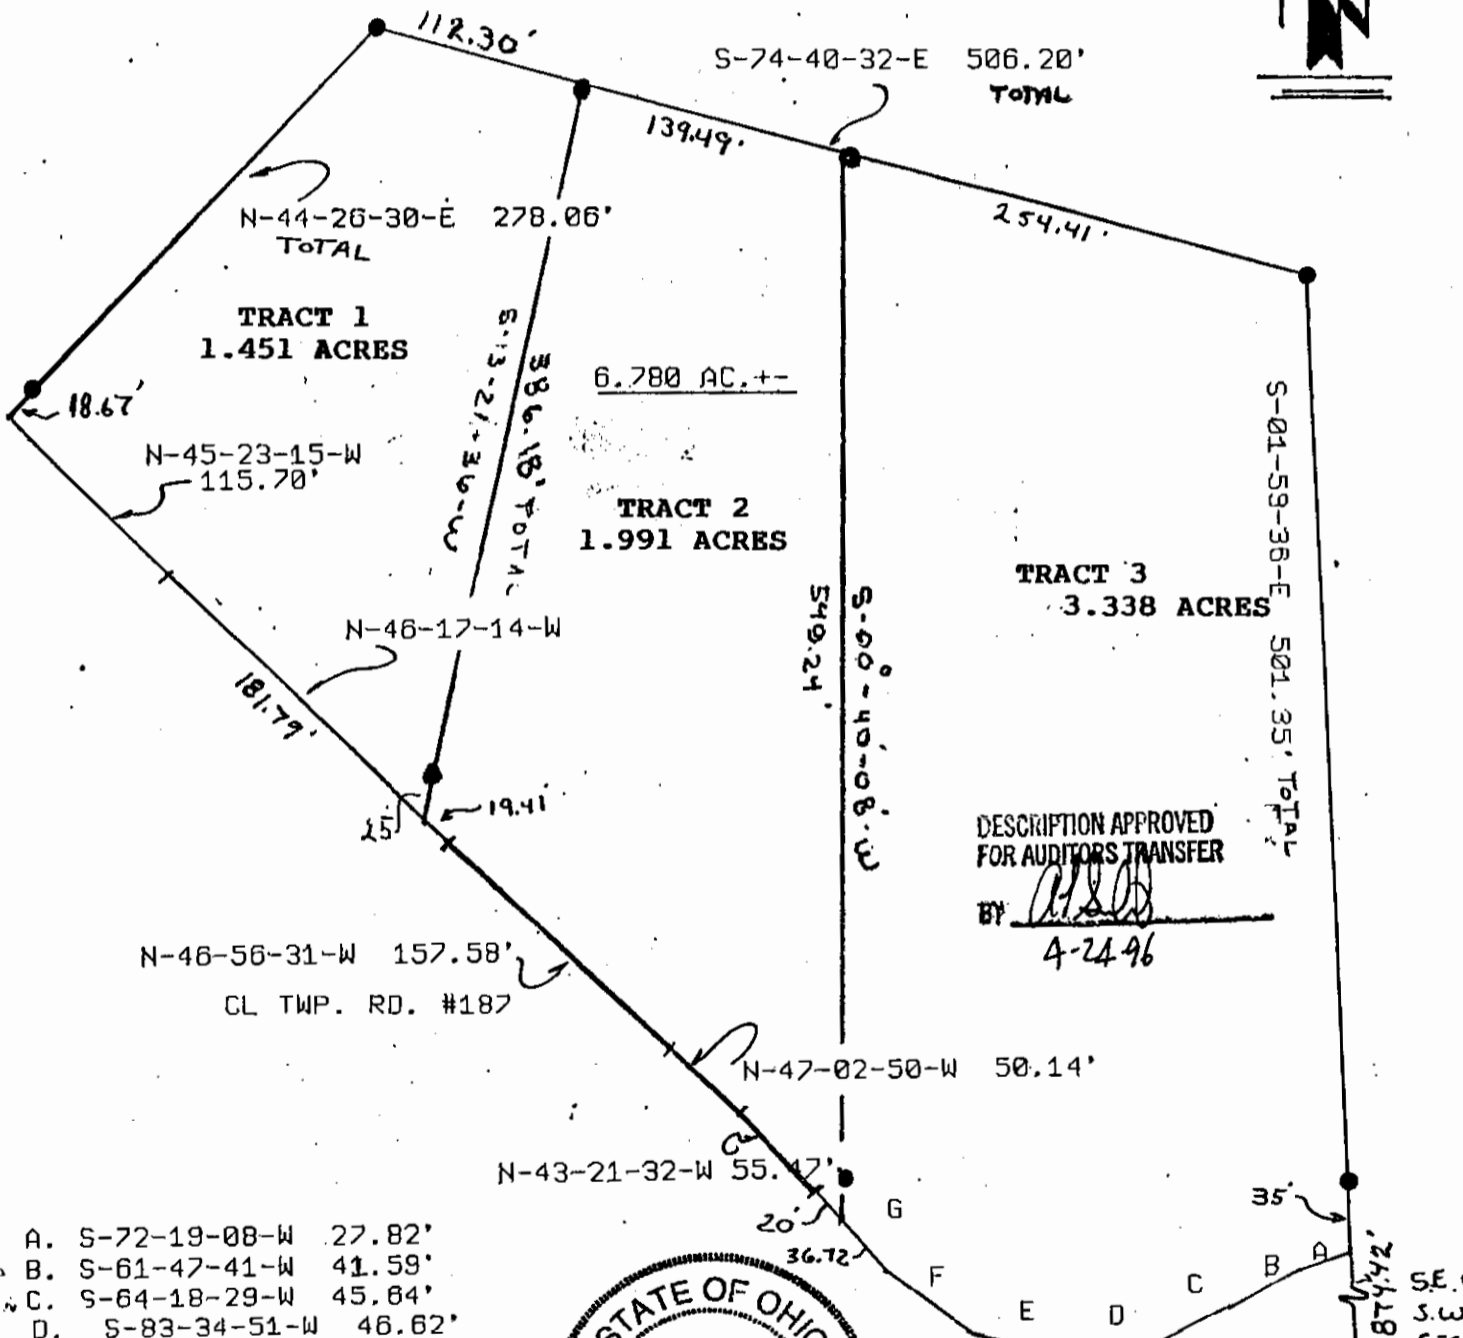 N
112.30'
S-74-40-32-E 506.20'
TOTAL
139.49'
254.41'
N-44-26-30-E 278.06'
TOTAL
TRACT 1
1.451 ACRES
18.67'
N-45-23-15-W
115.70'
S-13-21-36-W
386.18' TOTAL
6.780 AC.+-
TRACT 2
1.991 ACRES
S-01-59-36-E 501.35' TOTAL
TRACT 3
3.338 ACRES
549.24'
S-00°-40'-08"-W
N-46-17-14-W
181.79'
25'
19.41'
DESCRIPTION APPROVED
FOR AUDITORS TRANSFER
BY
4-24-96
N-46-56-31-W 157.58'
CL TWP. RD. #187
N-47-02-50-W 50.14'
N-43-21-32-W 55.47'
20'
36.72
G
F
E
D
C
B
A
35'
874.42'
A. S-72-19-08-W 27.82'
B. S-61-47-41-W 41.59'
C. S-64-18-29-W 45.64'
D. S-83-34-51-W 46.62'
STATE OF OHIO
S.E.
S.W